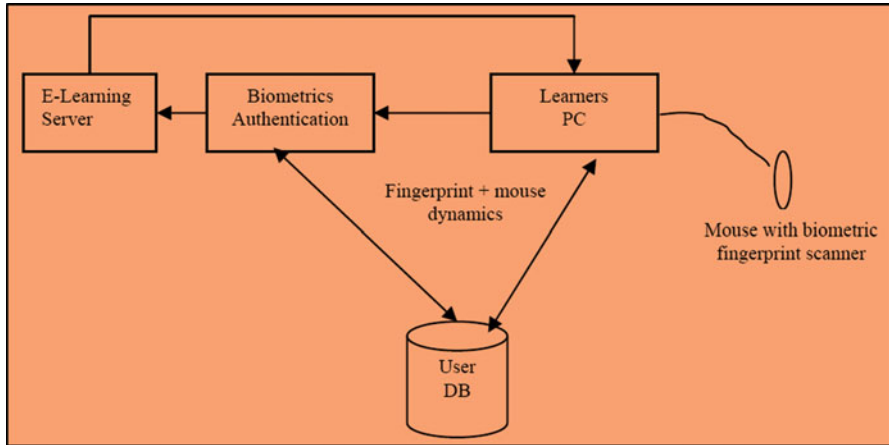 E-Learning
Server
Biometrics
Authentication
Learners
PC
Fingerprint + mouse
dynamics
Mouse with biometric
fingerprint scanner
User
DB